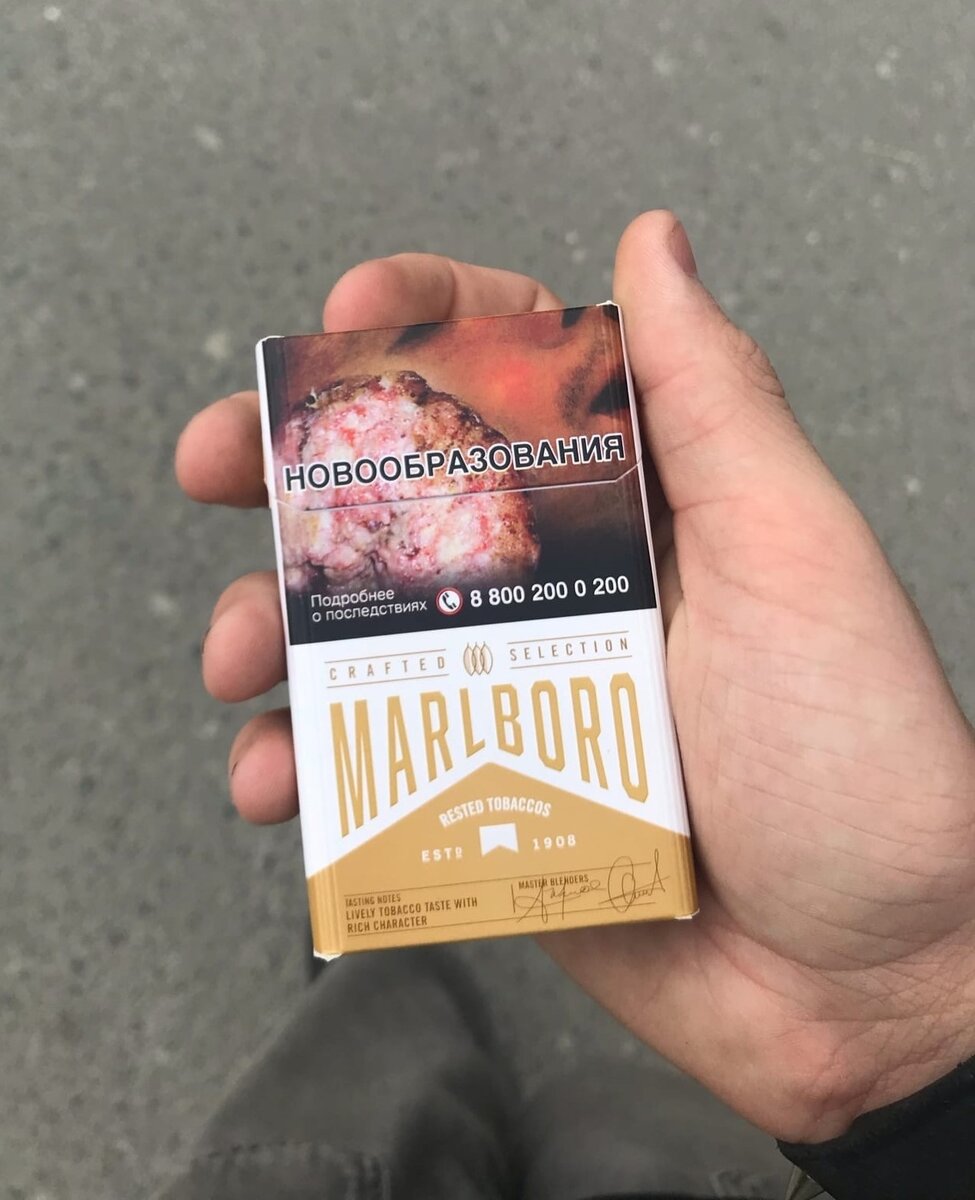 НОВООБРАЗОВАНИЯ
Подробнее
о последствиях
8 800 200 0 200
CRAFTED SELECTION
MARLBORO
RESTED TOBACCOS
ESTD 1908
TASTING NOTES
LIVELY TOBACCO TASTE WITH
RICH CHARACTER
MASTER BLENDERS